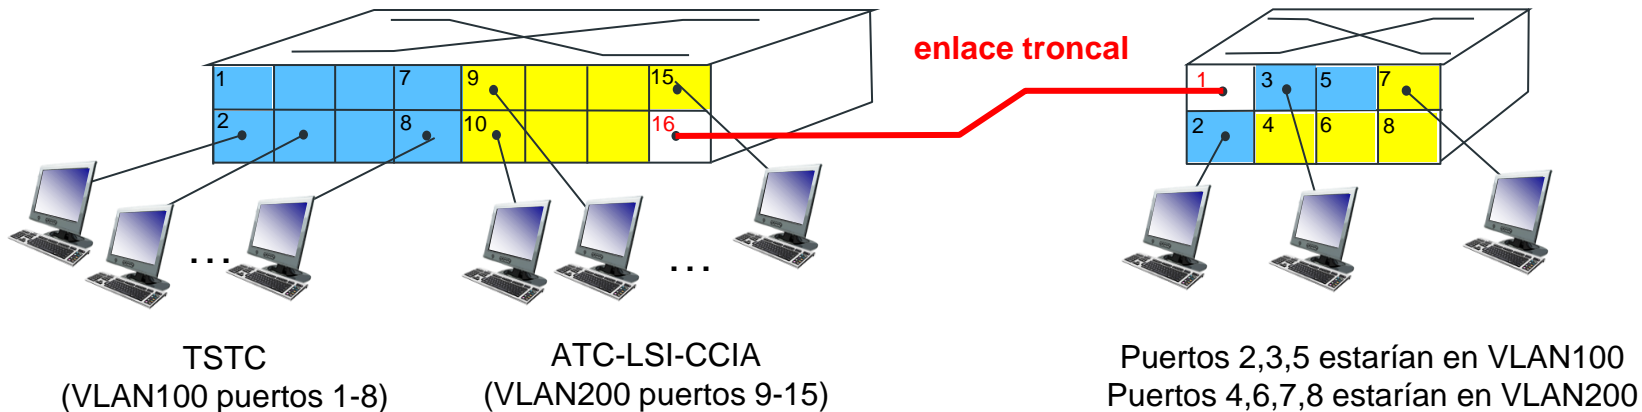 enlace troncal
1 7 9 15
2 8 10 16
1 3 5 7
2 4 6 8
... ...
TSTC
(VLAN100 puertos 1-8)
ATC-LSI-CCIA
(VLAN200 puertos 9-15)
Puertos 2,3,5 estarían en VLAN100
Puertos 4,6,7,8 estarían en VLAN200